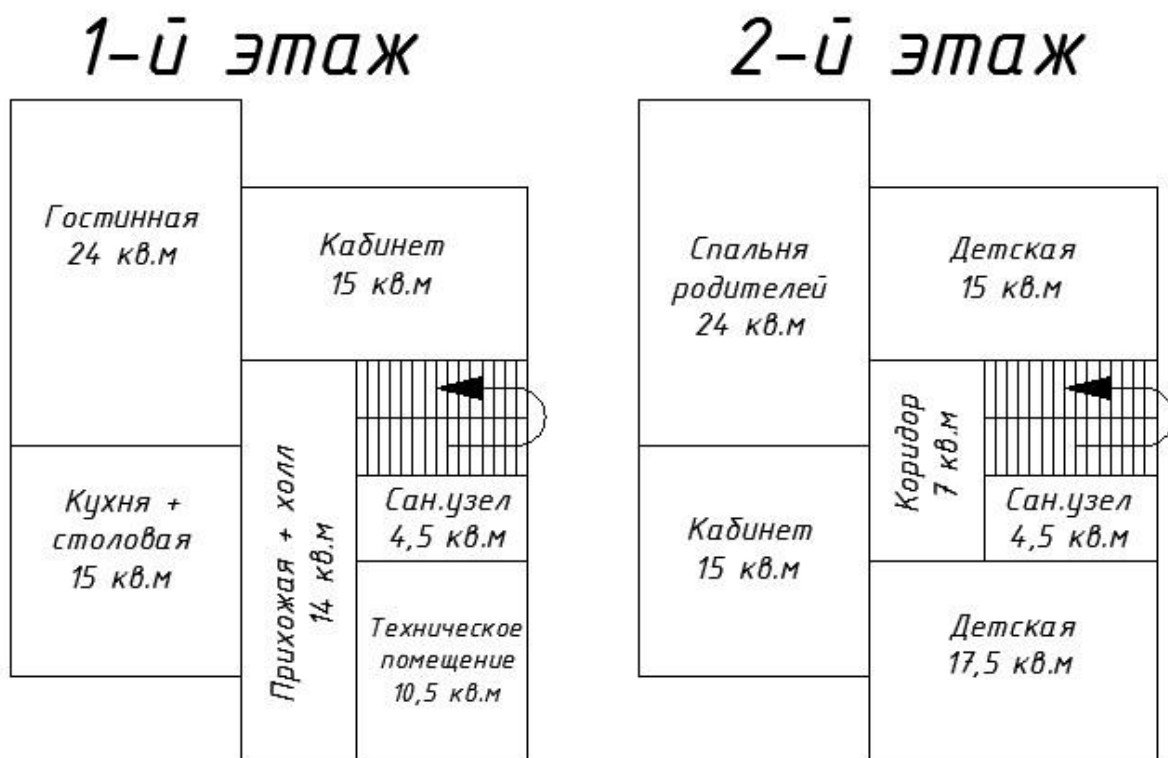 1-й этаж
Гостинная
24 кв.м
Кабинет
15 кв.м
Кухня +
столовая
15 кв.м
Прихожая + холл
14 кв.м
Сан.узел
4,5 кв.м
Техническое
помещение
10,5 кв.м
2-й этаж
Спальня
родителей
24 кв.м
Детская
15 кв.м
Коридор
7 кв.м
Сан.узел
4,5 кв.м
Кабинет
15 кв.м
Детская
17,5 кв.м